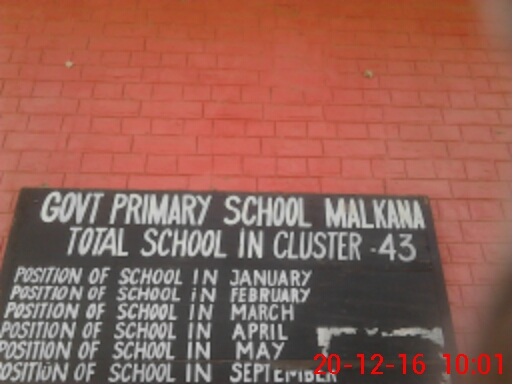 GOVT PRIMARY SCHOOL MALKANA
TOTAL SCHOOL IN CLUSTER -43
POSITION OF SCHOOL IN JANUARY
POSITION OF SCHOOL IN FEBRUARY
POSITION OF SCHOOL IN MARCH
POSITION OF SCHOOL IN APRIL
POSITION OF SCHOOL IN MAY
POSITION OF SCHOOL IN SEPTEMBER
20-12-16 10:01